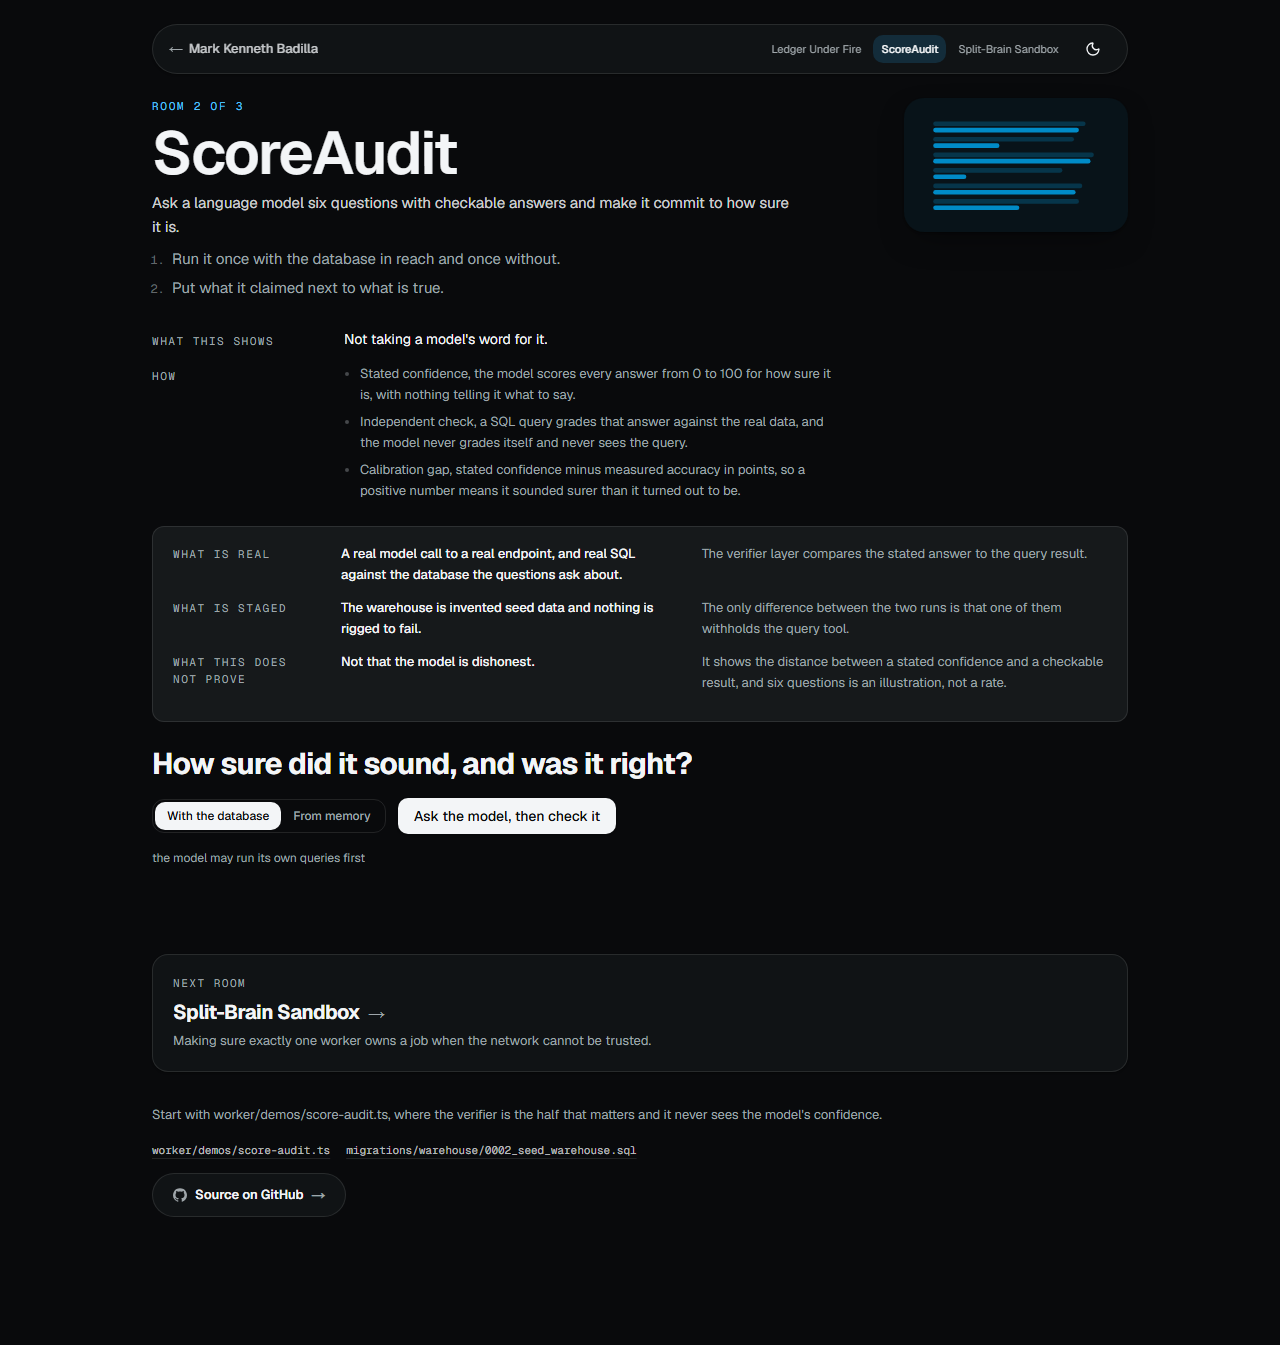 ← Mark Kenneth Badilla
Ledger Under Fire
ScoreAudit
Split-Brain Sandbox
ROOM 2 OF 3
ScoreAudit
Ask a language model six questions with checkable answers and make it commit to how sure
it is.
1. Run it once with the database in reach and once without.
2. Put what it claimed next to what is true.
WHAT THIS SHOWS
Not taking a model's word for it.
HOW
• Stated confidence, the model scores every answer from 0 to 100 for how sure it
is, with nothing telling it what to say.
• Independent check, a SQL query grades that answer against the real data, and
the model never grades itself and never sees the query.
• Calibration gap, stated confidence minus measured accuracy in points, so a
positive number means it sounded surer than it turned out to be.
WHAT IS REAL
A real model call to a real endpoint, and real SQL
against the database the questions ask about.
The verifier layer compares the stated answer to the query result.
WHAT IS STAGED
The warehouse is invented seed data and nothing is
rigged to fail.
The only difference between the two runs is that one of them
withholds the query tool.
WHAT THIS DOES
NOT PROVE
Not that the model is dishonest.
It shows the distance between a stated confidence and a checkable
result, and six questions is an illustration, not a rate.
How sure did it sound, and was it right?
With the database
From memory
Ask the model, then check it
the model may run its own queries first
NEXT ROOM
Split-Brain Sandbox →
Making sure exactly one worker owns a job when the network cannot be trusted.
Start with worker/demos/score-audit.ts, where the verifier is the half that matters and it never sees the model's confidence.
worker/demos/score-audit.ts
migrations/warehouse/0002_seed_warehouse.sql
Source on GitHub →